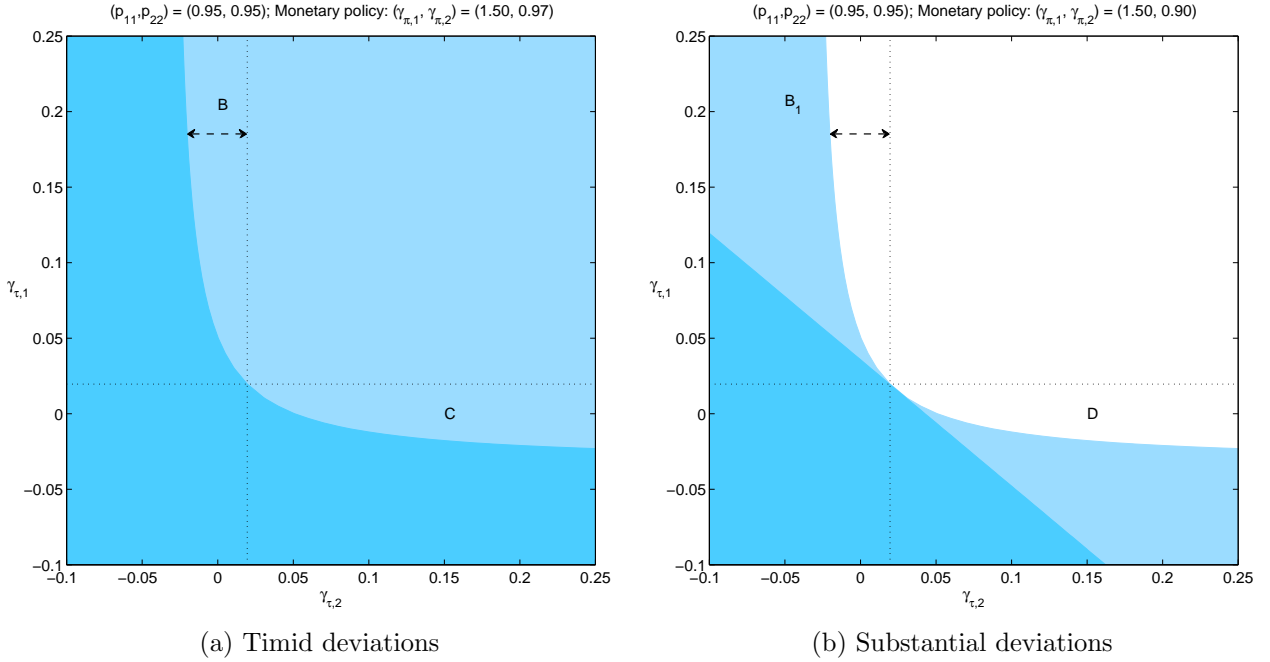 (p₁₁,p₂₂) = (0.95, 0.95); Monetary policy: (γπ,1, γπ,2) = (1.50, 0.97)
0.25
0.2
0.15
0.1
0.05
0
−0.05
−0.1
γτ,1
B
C
−0.1 −0.05 0 0.05 0.1 0.15 0.2 0.25
γτ,2
(a) Timid deviations
(p₁₁,p₂₂) = (0.95, 0.95); Monetary policy: (γπ,1, γπ,2) = (1.50, 0.90)
0.25
0.2
0.15
0.1
0.05
0
−0.05
−0.1
γτ,1
B₁
D
−0.1 −0.05 0 0.05 0.1 0.15 0.2 0.25
γτ,2
(b) Substantial deviations